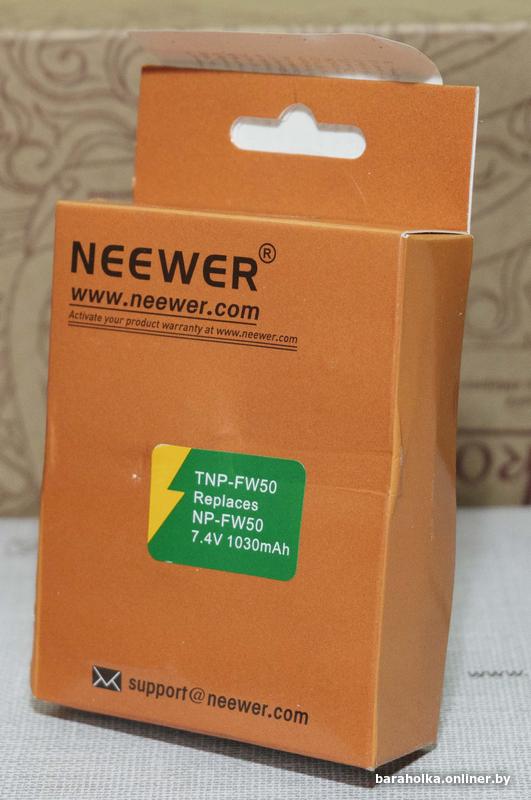 NEEWER®
www.neewer.com
Activate your product warranty at www.neewer.com
TNP-FW50
Replaces
NP-FW50
7.4V 1030mAh
support@neewer.com
www.
baraholka.onliner.by